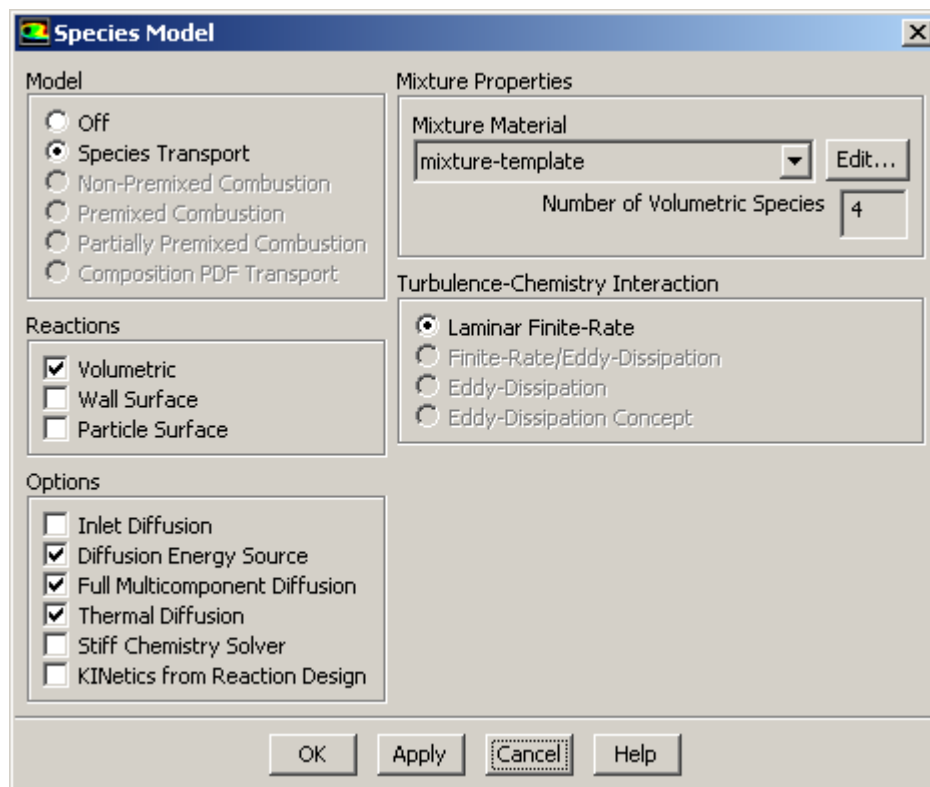 Species Model
Model
Off
Species Transport
Non-Premixed Combustion
Premixed Combustion
Partially Premixed Combustion
Composition PDF Transport
Reactions
Volumetric
Wall Surface
Particle Surface
Options
Inlet Diffusion
Diffusion Energy Source
Full Multicomponent Diffusion
Thermal Diffusion
Stiff Chemistry Solver
KINetics from Reaction Design
Mixture Properties
Mixture Material
mixture-template
Edit...
Number of Volumetric Species 4
Turbulence-Chemistry Interaction
Laminar Finite-Rate
Finite-Rate/Eddy-Dissipation
Eddy-Dissipation
Eddy-Dissipation Concept
OK Apply Cancel Help